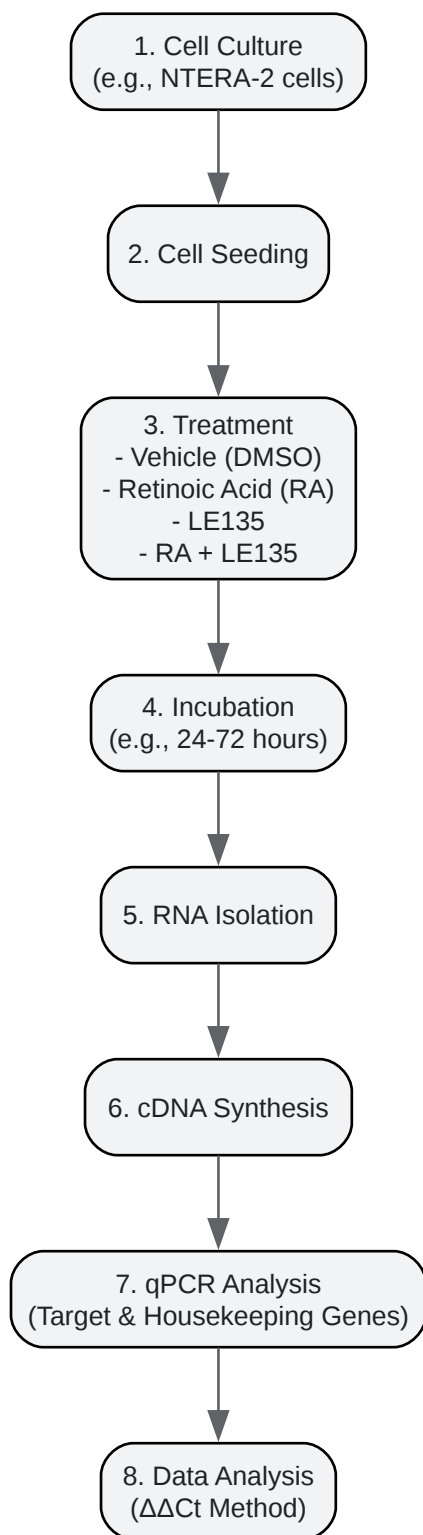 1. Cell Culture
(e.g., NTERA-2 cells)
2. Cell Seeding
3. Treatment
- Vehicle (DMSO)
- Retinoic Acid (RA)
- LE135
- RA + LE135
4. Incubation
(e.g., 24-72 hours)
5. RNA Isolation
6. cDNA Synthesis
7. qPCR Analysis
(Target & Housekeeping Genes)
8. Data Analysis
(ΔΔCt Method)